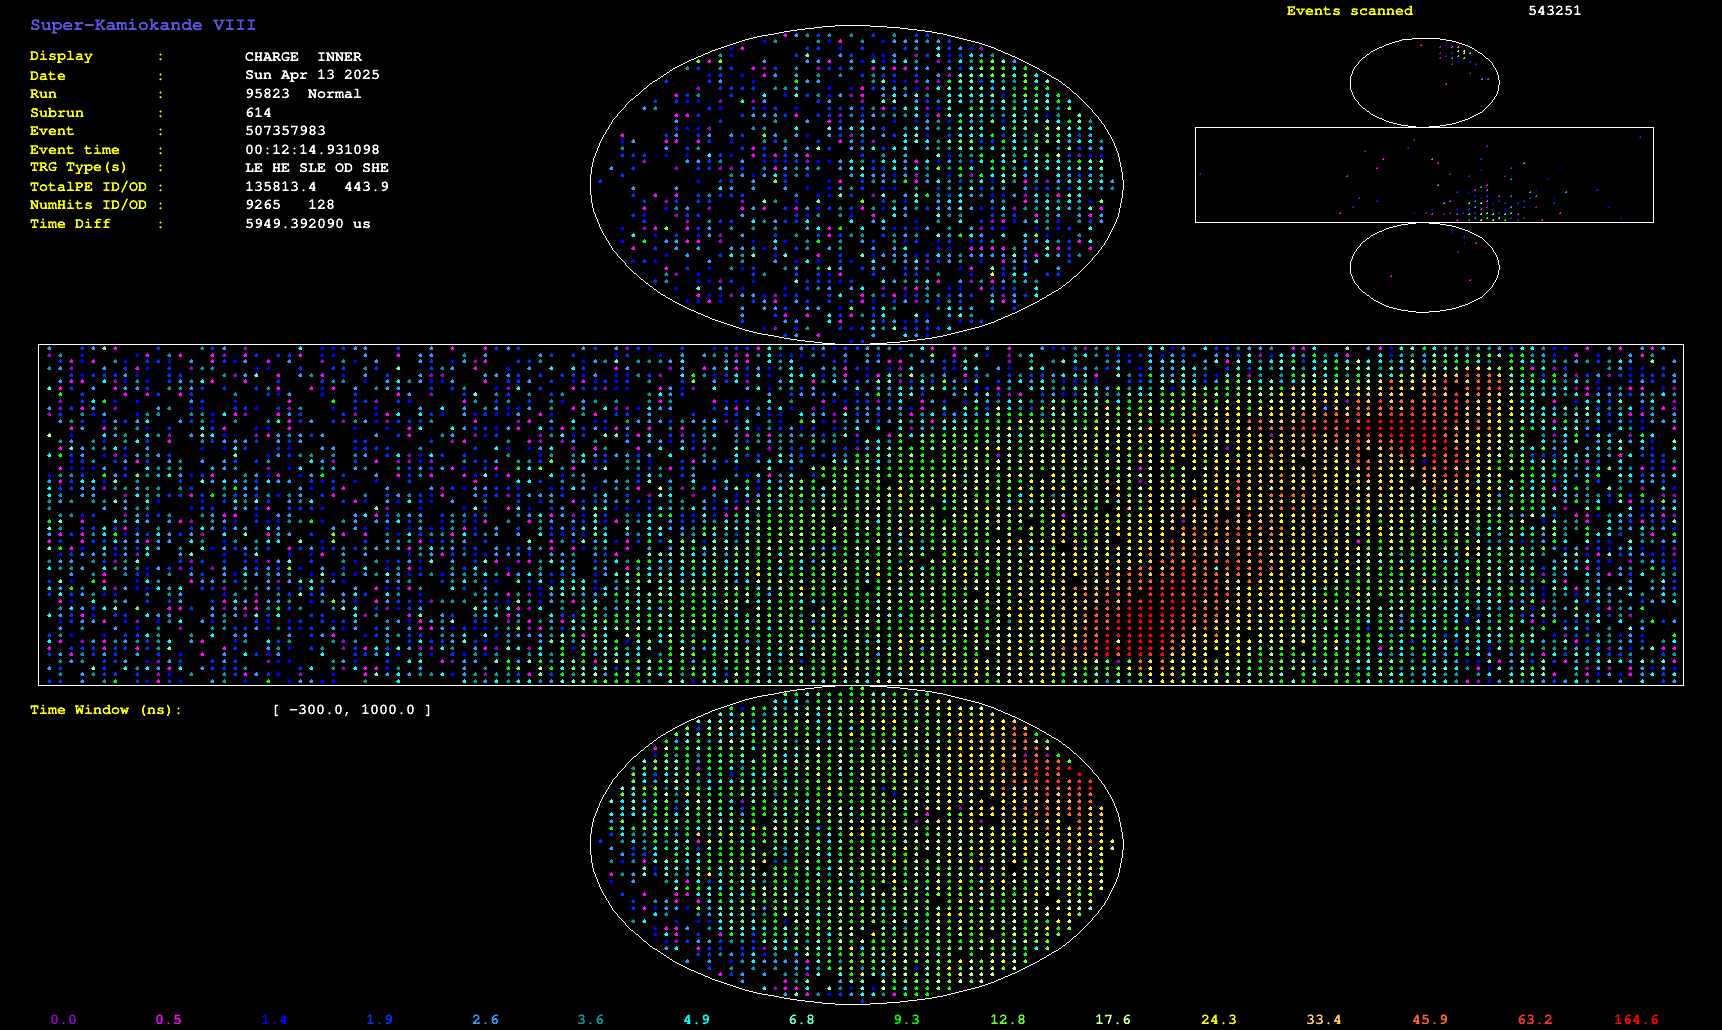 Super-Kamiokande VIII
Events scanned 543251
Display : CHARGE INNER
Date : Sun Apr 13 2025
Run : 95823 Normal
Subrun : 614
Event : 507357983
Event time : 00:12:14.931098
TRG Type(s) : LE HE SLE OD SHE
TotalPE ID/OD : 135813.4 443.9
NumHits ID/OD : 9265 128
Time Diff : 5949.392090 us
Time Window (ns): [ -300.0, 1000.0 ]
0.0 0.5 1.4 1.9 2.6 3.6 4.9 6.8 9.3 12.8 17.6 24.3 33.4 45.9 63.2 164.6